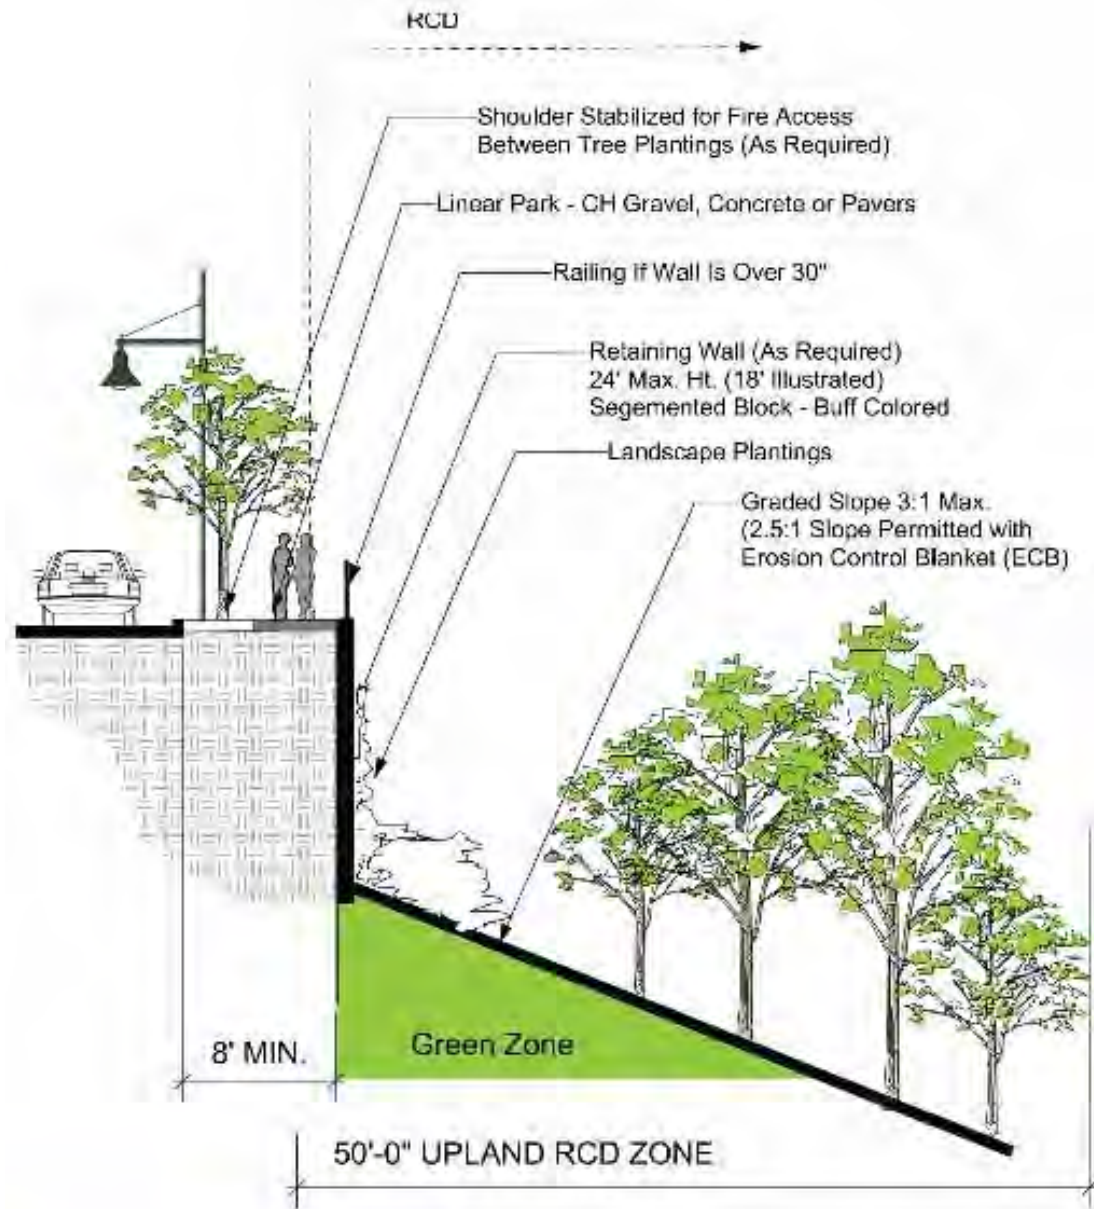 RCD
Shoulder Stabilized for Fire Access
Between Tree Plantings (As Required)
Linear Park - CH Gravel, Concrete or Pavers
Railing If Wall Is Over 30"
Retaining Wall (As Required)
24' Max. Ht. (18' Illustrated)
Segemented Block - Buff Colored
Landscape Plantings
Graded Slope 3:1 Max.
(2.5:1 Slope Permitted with
Erosion Control Blanket (ECB)
8' MIN.
Green Zone
50'-0" UPLAND RCD ZONE